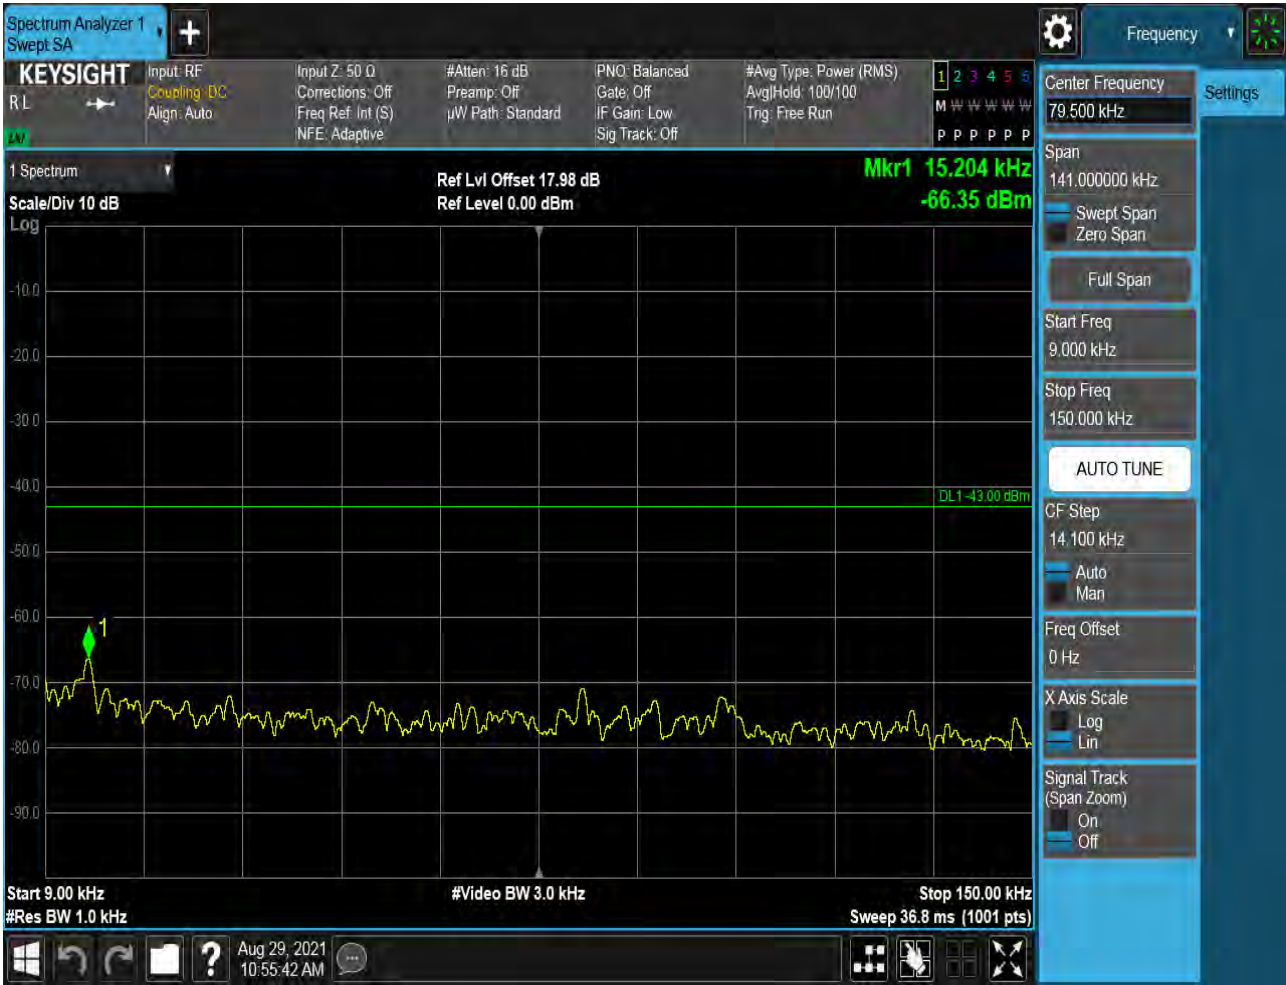 Spectrum Analyzer 1
Swept SA
+
Frequency
KEYSIGHT
R L
LXI
Input: RF
Coupling: DC
Align: Auto
Input Z: 50 Ω
Corrections: Off
Freq Ref: Int (S)
NFE: Adaptive
#Atten: 16 dB
Preamp: Off
µW Path: Standard
PNO: Balanced
Gate: Off
IF Gain: Low
Sig Track: Off
#Avg Type: Power (RMS)
Avg|Hold: 100/100
Trig: Free Run
1 2 3 4 5 6
M W W W W W
P P P P P P
1 Spectrum
Scale/Div 10 dB
Log
Ref Lvl Offset 17.98 dB
Ref Level 0.00 dBm
Mkr1 15.204 kHz
-66.35 dBm
-10.0
-20.0
-30.0
-40.0
DL1 -43.00 dBm
-50.0
-60.0
1
-70.0
-80.0
-90.0
Start 9.00 kHz
#Res BW 1.0 kHz
#Video BW 3.0 kHz
Stop 150.00 kHz
Sweep 36.8 ms (1001 pts)
Center Frequency
79.500 kHz
Settings
Span
141.000000 kHz
Swept Span
Zero Span
Full Span
Start Freq
9.000 kHz
Stop Freq
150.000 kHz
AUTO TUNE
CF Step
14.100 kHz
Auto
Man
Freq Offset
0 Hz
X Axis Scale
Log
Lin
Signal Track
(Span Zoom)
On
Off
?
Aug 29, 2021
10:55:42 AM